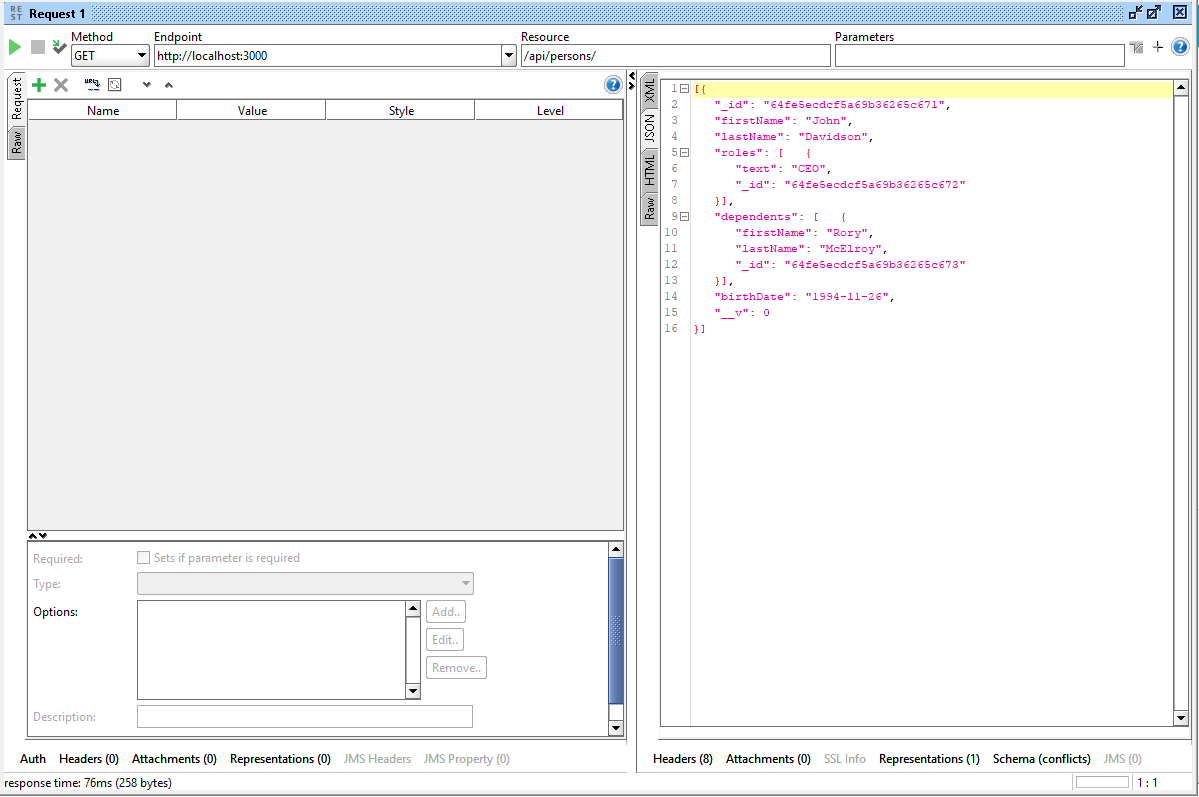 RE
ST
Request 1
Method
Endpoint
Resource
Parameters
GET
http://localhost:3000
/api/persons/
Request
Raw
Name Value Style Level
Required:
Sets if parameter is required
Type:
Options:
Add..
Edit..
Remove..
Description:
Auth Headers (0) Attachments (0) Representations (0) JMS Headers JMS Property (0)
XML
JSON
HTML
Raw
1 [{
2 "_id": "64fe5ecdcf5a69b36265c671",
3 "firstName": "John",
4 "lastName": "Davidson",
5 "roles": [ {
6 "text": "CEO",
7 "_id": "64fe5ecdcf5a69b36265c672"
8 }],
9 "dependents": [ {
10 "firstName": "Rory",
11 "lastName": "McElroy",
12 "_id": "64fe5ecdcf5a69b36265c673"
13 }],
14 "birthDate": "1994-11-26",
15 "__v": 0
16 }]
Headers (8) Attachments (0) SSL Info Representations (1) Schema (conflicts) JMS (0)
response time: 76ms (258 bytes)
1 : 1